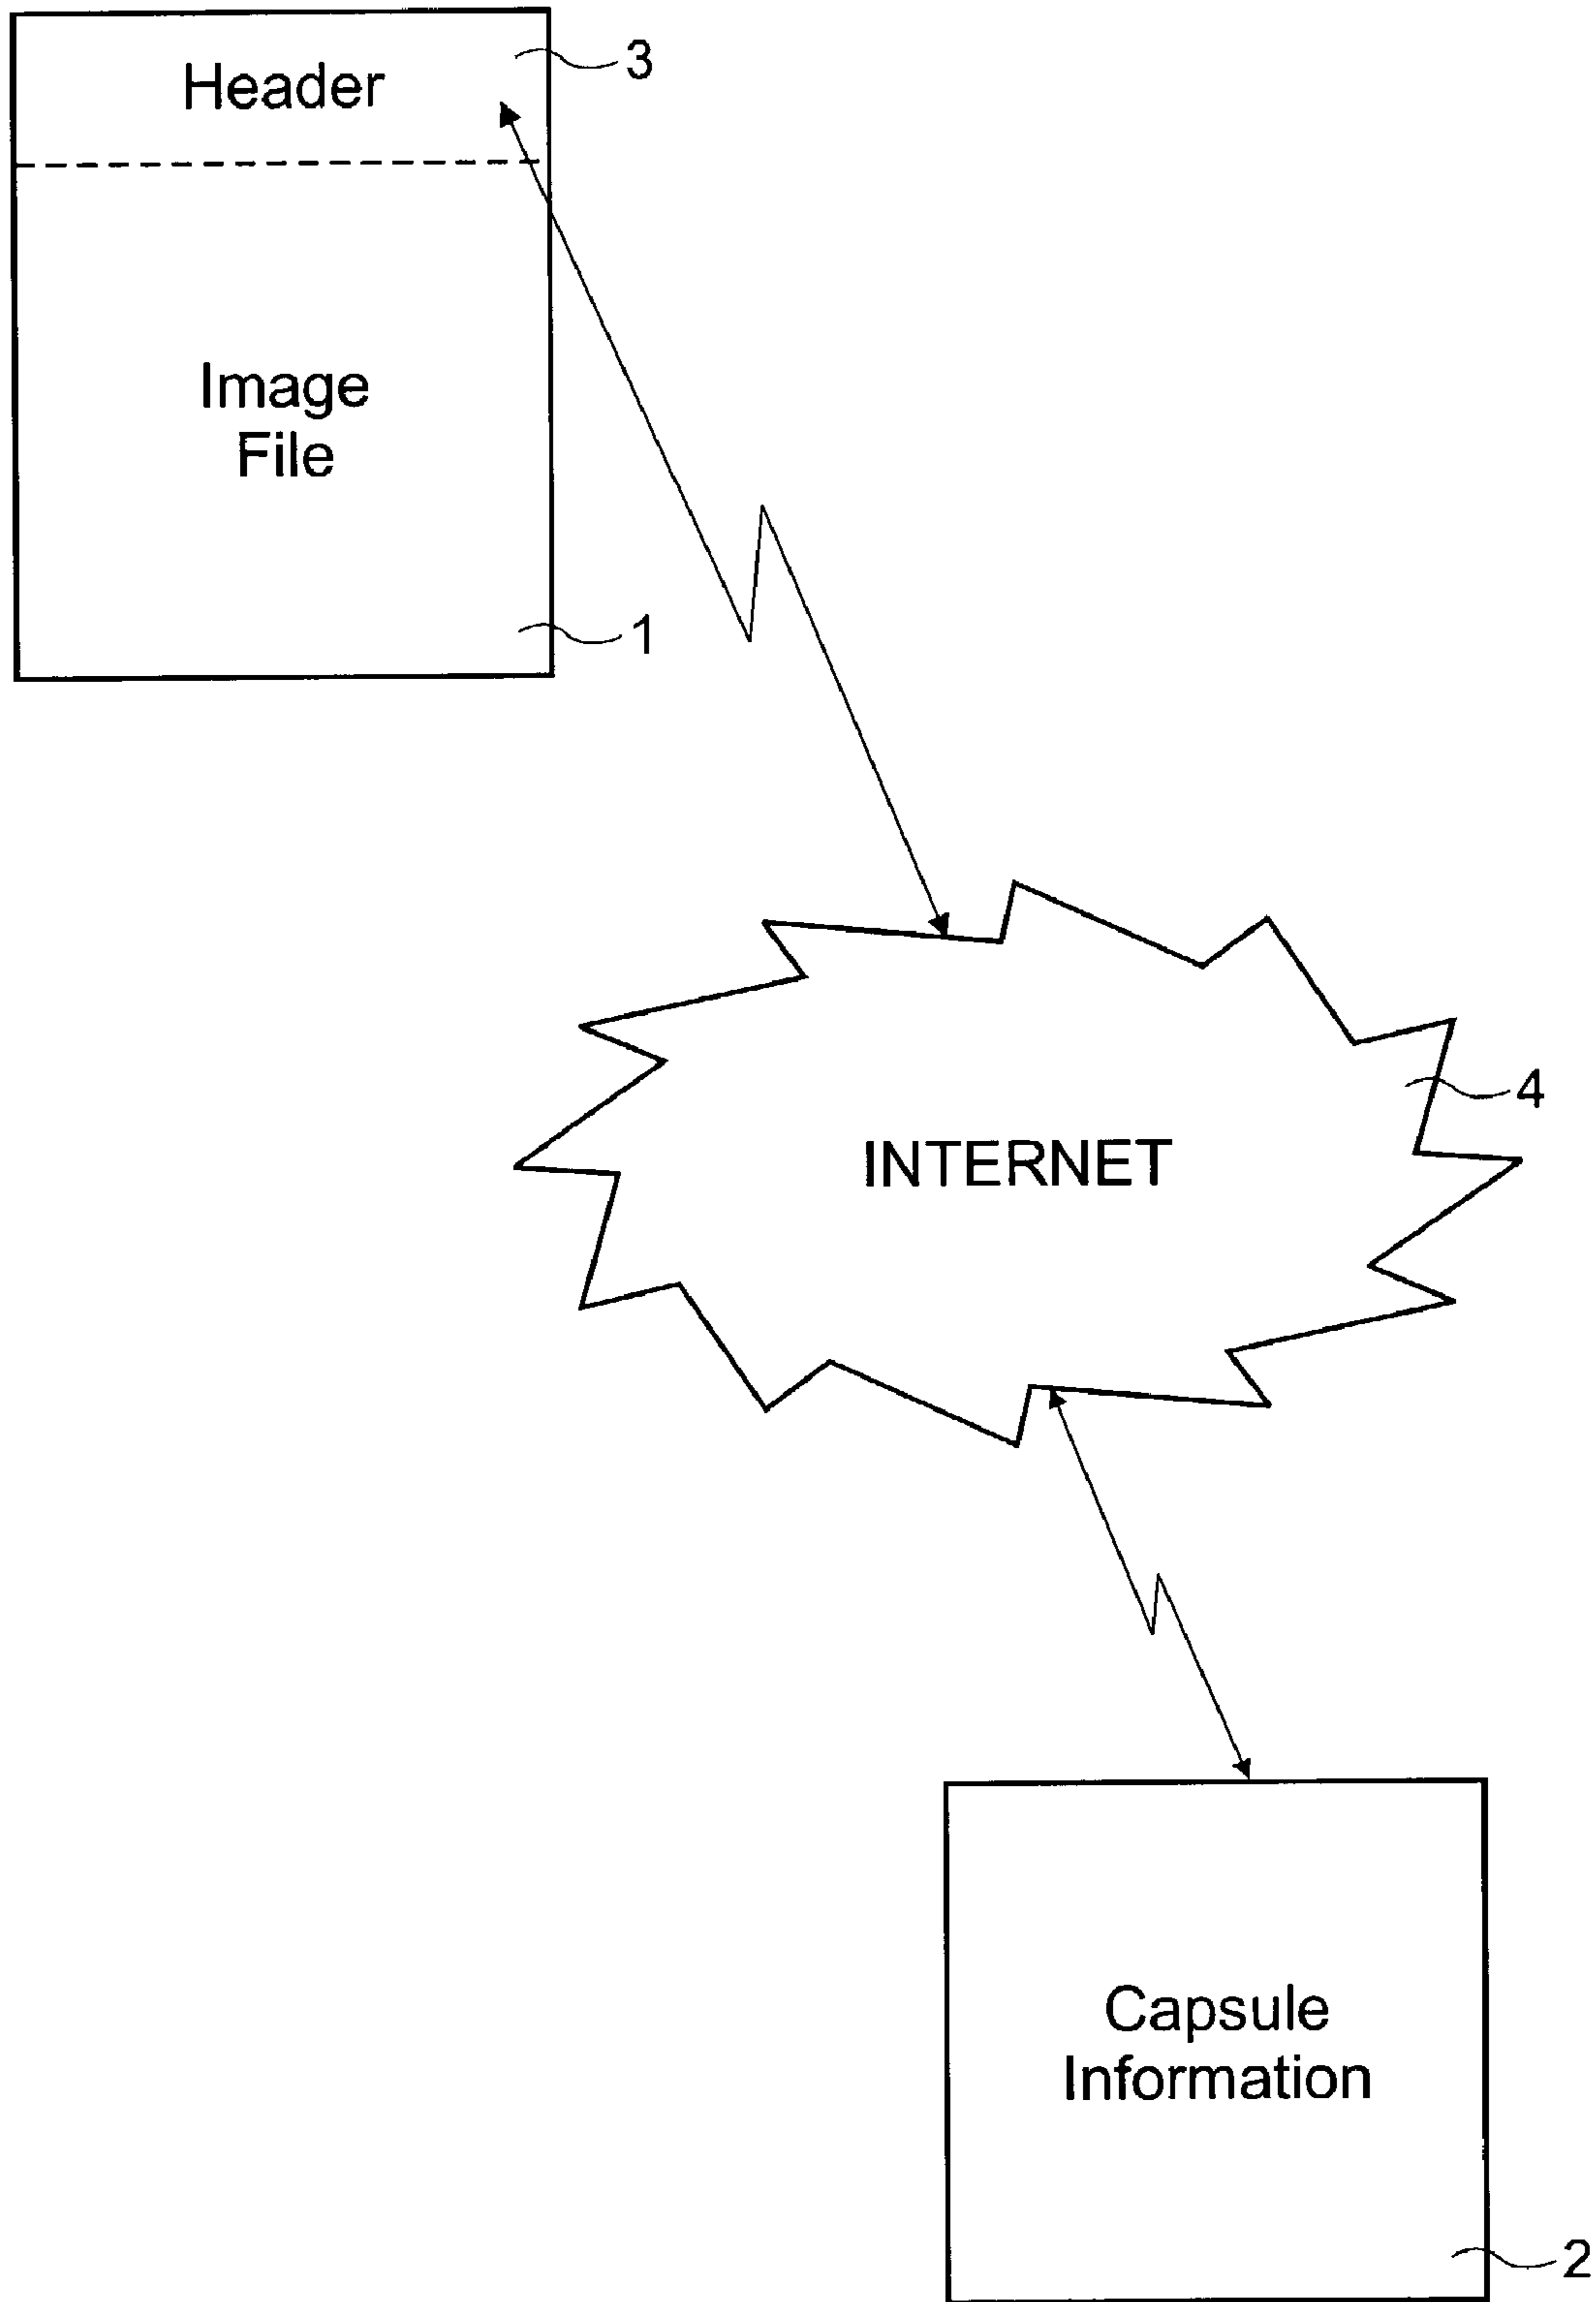 Header
3
Image
File
1
4
INTERNET
Capsule
Information
2